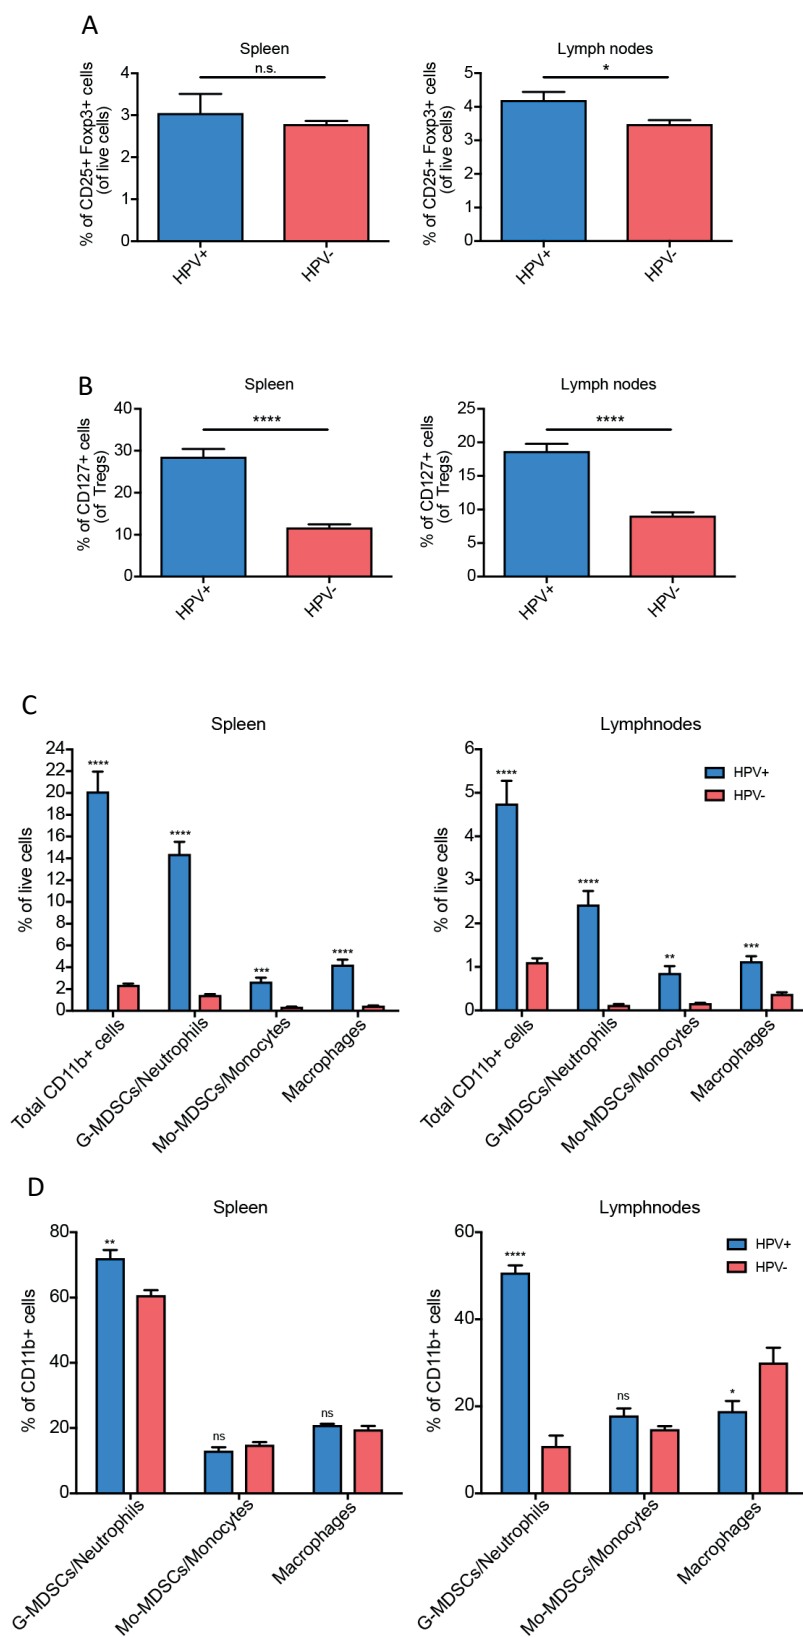 A
Spleen
n.s.
% of CD25+ Foxp3+ cells
(of live cells)
4
3
2
1
0
HPV+
HPV-
Lymph nodes
*
% of CD25+ Foxp3+ cells
(of live cells)
5
4
3
2
1
0
HPV+
HPV-
B
Spleen
****
% of CD127+ cells
(of Tregs)
40
30
20
10
0
HPV+
HPV-
Lymph nodes
****
% of CD127+ cells
(of Tregs)
25
20
15
10
5
0
HPV+
HPV-
C
Spleen
% of live cells
24
22
20
18
16
14
12
10
8
6
4
2
0
****
****
***
****
Total CD11b+ cells
G-MDSCs/Neutrophils
Mo-MDSCs/Monocytes
Macrophages
Lymphnodes
% of live cells
6
5
4
3
2
1
0
****
****
**
***
HPV+
HPV-
Total CD11b+ cells
G-MDSCs/Neutrophils
Mo-MDSCs/Monocytes
Macrophages
D
Spleen
% of CD11b+ cells
80
60
40
20
0
**
ns
ns
G-MDSCs/Neutrophils
Mo-MDSCs/Monocytes
Macrophages
Lymphnodes
% of CD11b+ cells
60
40
20
0
****
ns
*
HPV+
HPV-
G-MDSCs/Neutrophils
Mo-MDSCs/Monocytes
Macrophages